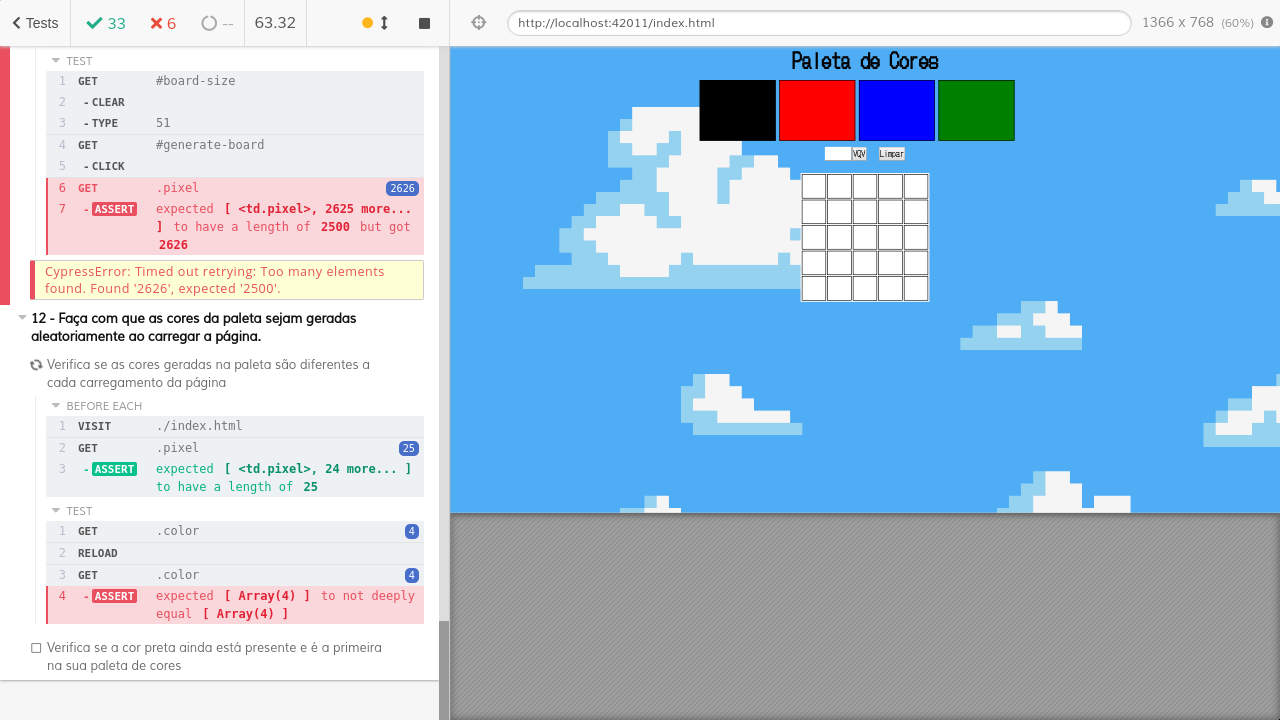 Tests
33
6
--
63.32
http://localhost:42011/index.html
1366 x 768 (60%)
TEST
1 GET #board-size
2 - CLEAR
3 - TYPE 51
4 GET #generate-board
5 - CLICK
6 GET .pixel 2626
7 - ASSERT expected [ <td.pixel>, 2625 more...
] to have a length of 2500 but got
2626
CypressError: Timed out retrying: Too many elements
found. Found '2626', expected '2500'.
12 - Faça com que as cores da paleta sejam geradas
aleatoriamente ao carregar a página.
Verifica se as cores geradas na paleta são diferentes a
cada carregamento da página
BEFORE EACH
1 VISIT ./index.html
2 GET .pixel 25
3 - ASSERT expected [ <td.pixel>, 24 more... ]
to have a length of 25
TEST
1 GET .color 4
2 RELOAD
3 GET .color 4
4 - ASSERT expected [ Array(4) ] to not deeply
equal [ Array(4) ]
Verifica se a cor preta ainda está presente e é a primeira
na sua paleta de cores
Paleta de Cores
VQV
Limpar